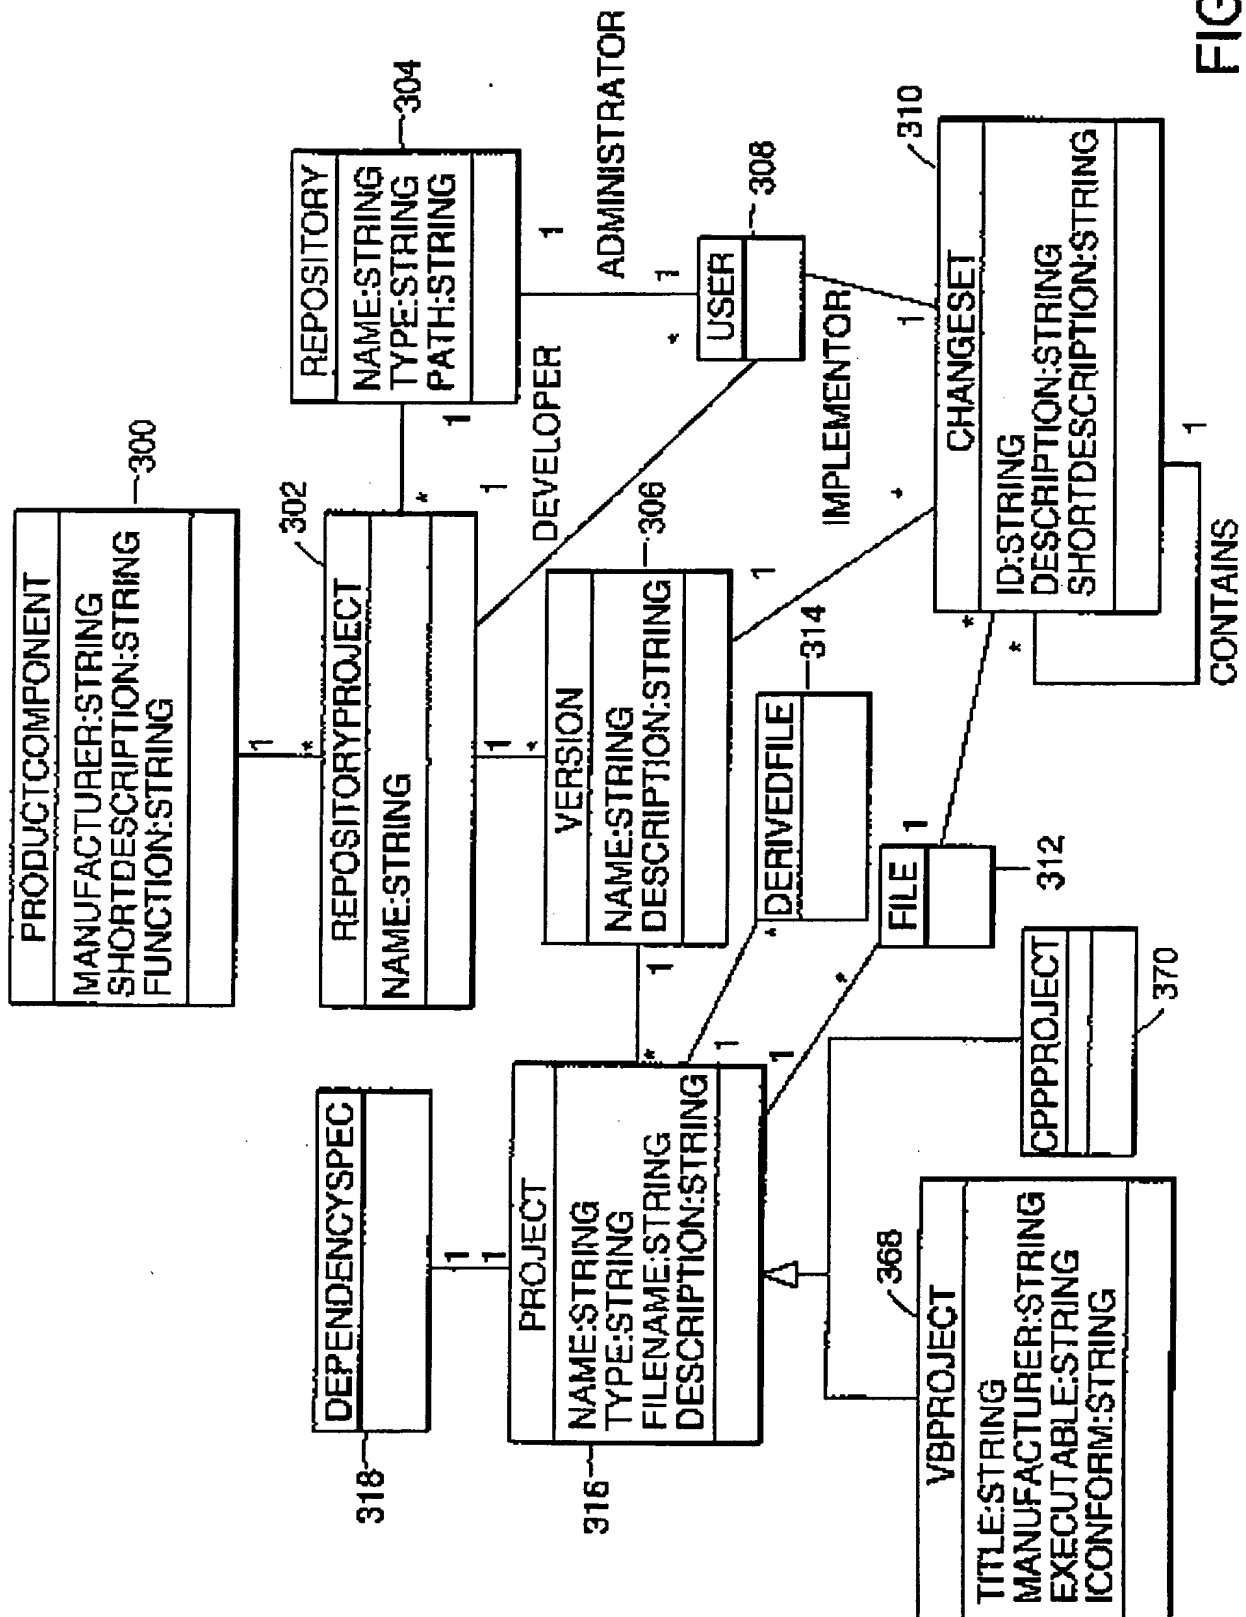 PRODUCTCOMPONENT
MANUFACTURER:STRING
SHORTDESCRIPTION:STRING
FUNCTION:STRING
300
1
*
302
REPOSITORYPROJECT
NAME:STRING
*
1
REPOSITORY
NAME:STRING
TYPE:STRING
PATH:STRING
304
1
1
ADMINISTRATOR
*
1
DEVELOPER
USER
308
1
*
VERSION
NAME:STRING
DESCRIPTION:STRING
306
1
*
IMPLEMENTOR
1
310
CHANGESET
ID:STRING
DESCRIPTION:STRING
SHORTDESCRIPTION:STRING
*
*
1
CONTAINS
DEPENDENCYSPEC
318
1
1
PROJECT
NAME:STRING
TYPE:STRING
FILENAME:STRING
DESCRIPTION:STRING
316
*
1
1
1
DERIVEDFILE
314
*
FILE
312
*
1
368
VBPROJECT
TITLE:STRING
MANUFACTURER:STRING
EXECUTABLE:STRING
ICONFORM:STRING
CPPPROJECT
370
FIG